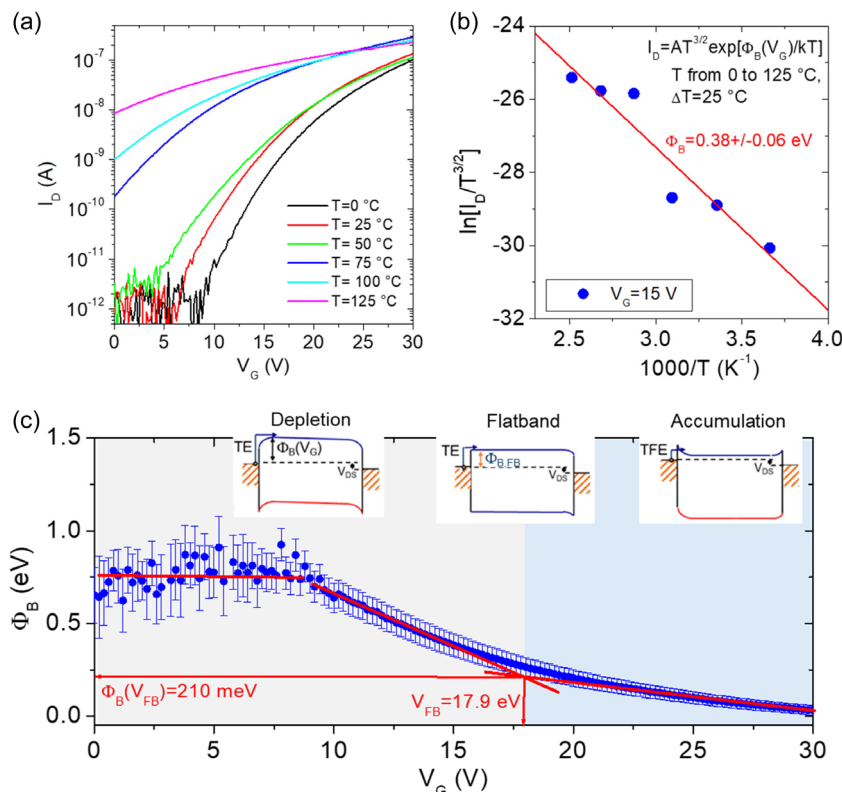 (a)
10⁻⁷
10⁻⁸
10⁻⁹
10⁻¹⁰
10⁻¹¹
10⁻¹²
I_D (A)
T=0 °C
T= 25 °C
T= 50 °C
T= 75 °C
T= 100 °C
T=125 °C
0 5 10 15 20 25 30
V_G (V)
(b)
-24
-26
-28
-30
-32
ln[I_D/T^3/2]
I_D=AT^3/2exp[Φ_B(V_G)/kT]
T from 0 to 125 °C,
ΔT=25 °C
Φ_B=0.38+/-0.06 eV
V_G=15 V
2.5 3.0 3.5 4.0
1000/T (K⁻¹)
(c)
Depletion Flatband Accumulation
TE
Φ_B(V_G)
V_DS
TE
Φ_B FB
V_DS
TFE
V_DS
1.5
1.0
0.5
0.0
Φ_B (eV)
Φ_B(V_FB)=210 meV
V_FB=17.9 eV
0 5 10 15 20 25 30
V_G (V)